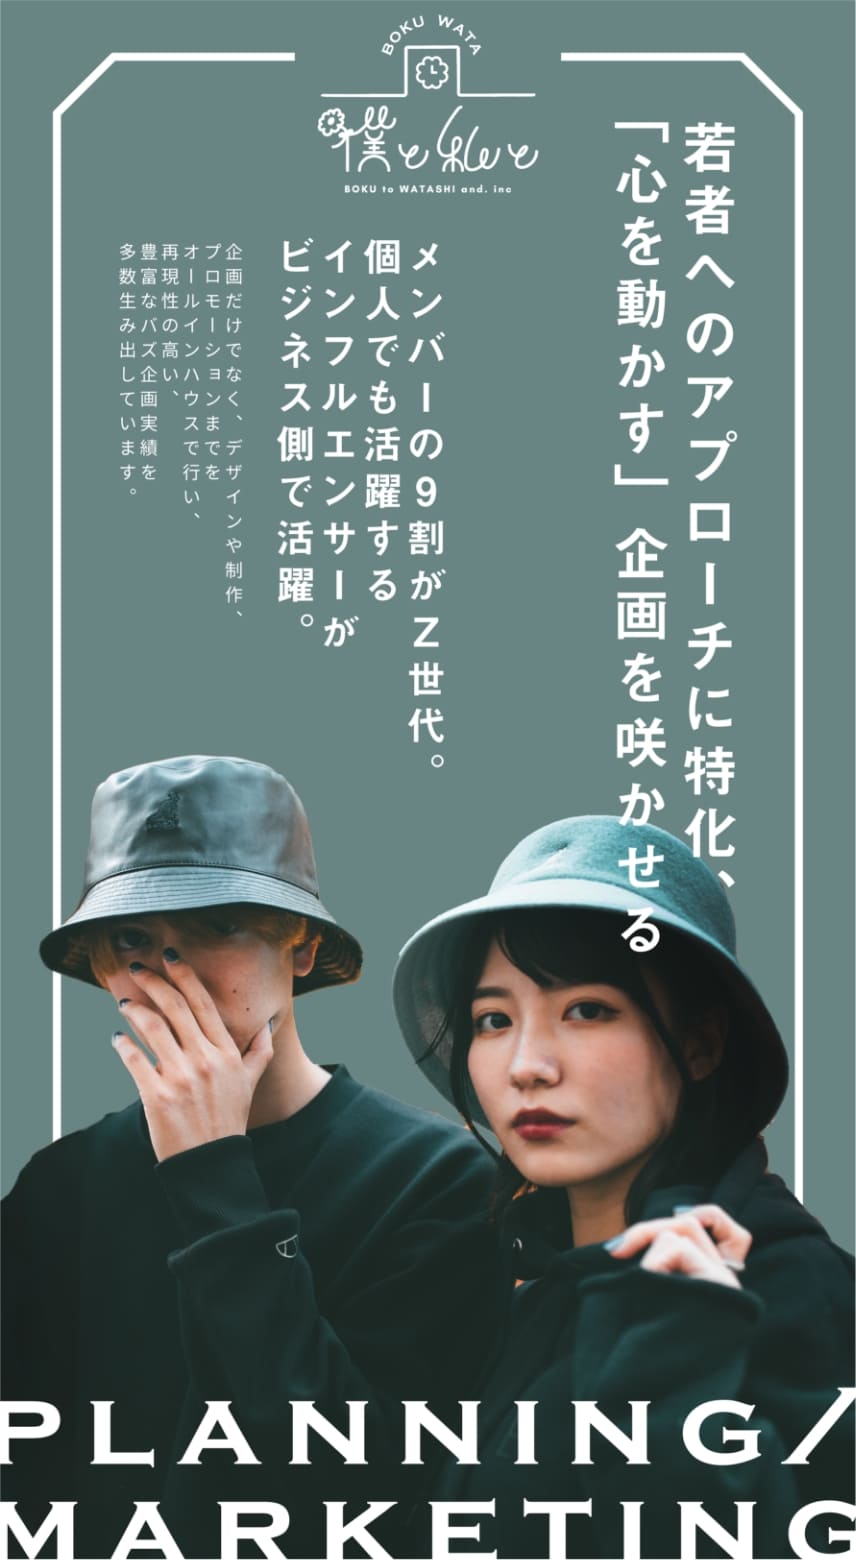 BOKU WATA
僕と私と
BOKU to WATASHI and. inc
若者へのアプローチに特化、
「心を動かす」企画を咲かせる
メンバーの9割がZ世代。
個人でも活躍する
インフルエンサーが
ビジネス側で活躍。
企画だけでなく、デザインや制作、
プロモーションまでを
オールインハウスで行い、
再現性の高い、
豊富なバズ企画実績を
多数生み出しています。
PLANNING/
MARKETING